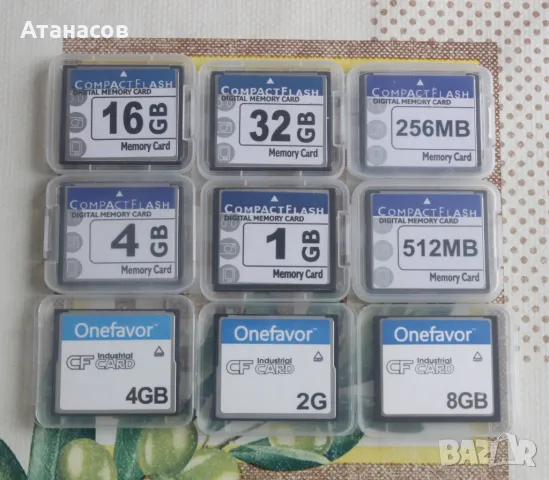 Атанасов
COMPACTFLASH
DIGITAL MEMORY CARD
16 GB
Memory Card
COMPACTFLASH
DIGITAL MEMORY CARD
32 GB
Memory Card
COMPACTFLASH
DIGITAL MEMORY CARD
256MB
Memory Card
COMPACTFLASH
DIGITAL MEMORY CARD
4 GB
Memory Card
COMPACTFLASH
DIGITAL MEMORY CARD
1 GB
Memory Card
COMPACTFLASH
DIGITAL MEMORY CARD
512MB
Memory Card
Onefavor
CF Industrial CARD
4GB
Onefavor
CF Industrial CARD
2G
Onefavor
CF Industrial CARD
8GB
BAZAR
bg